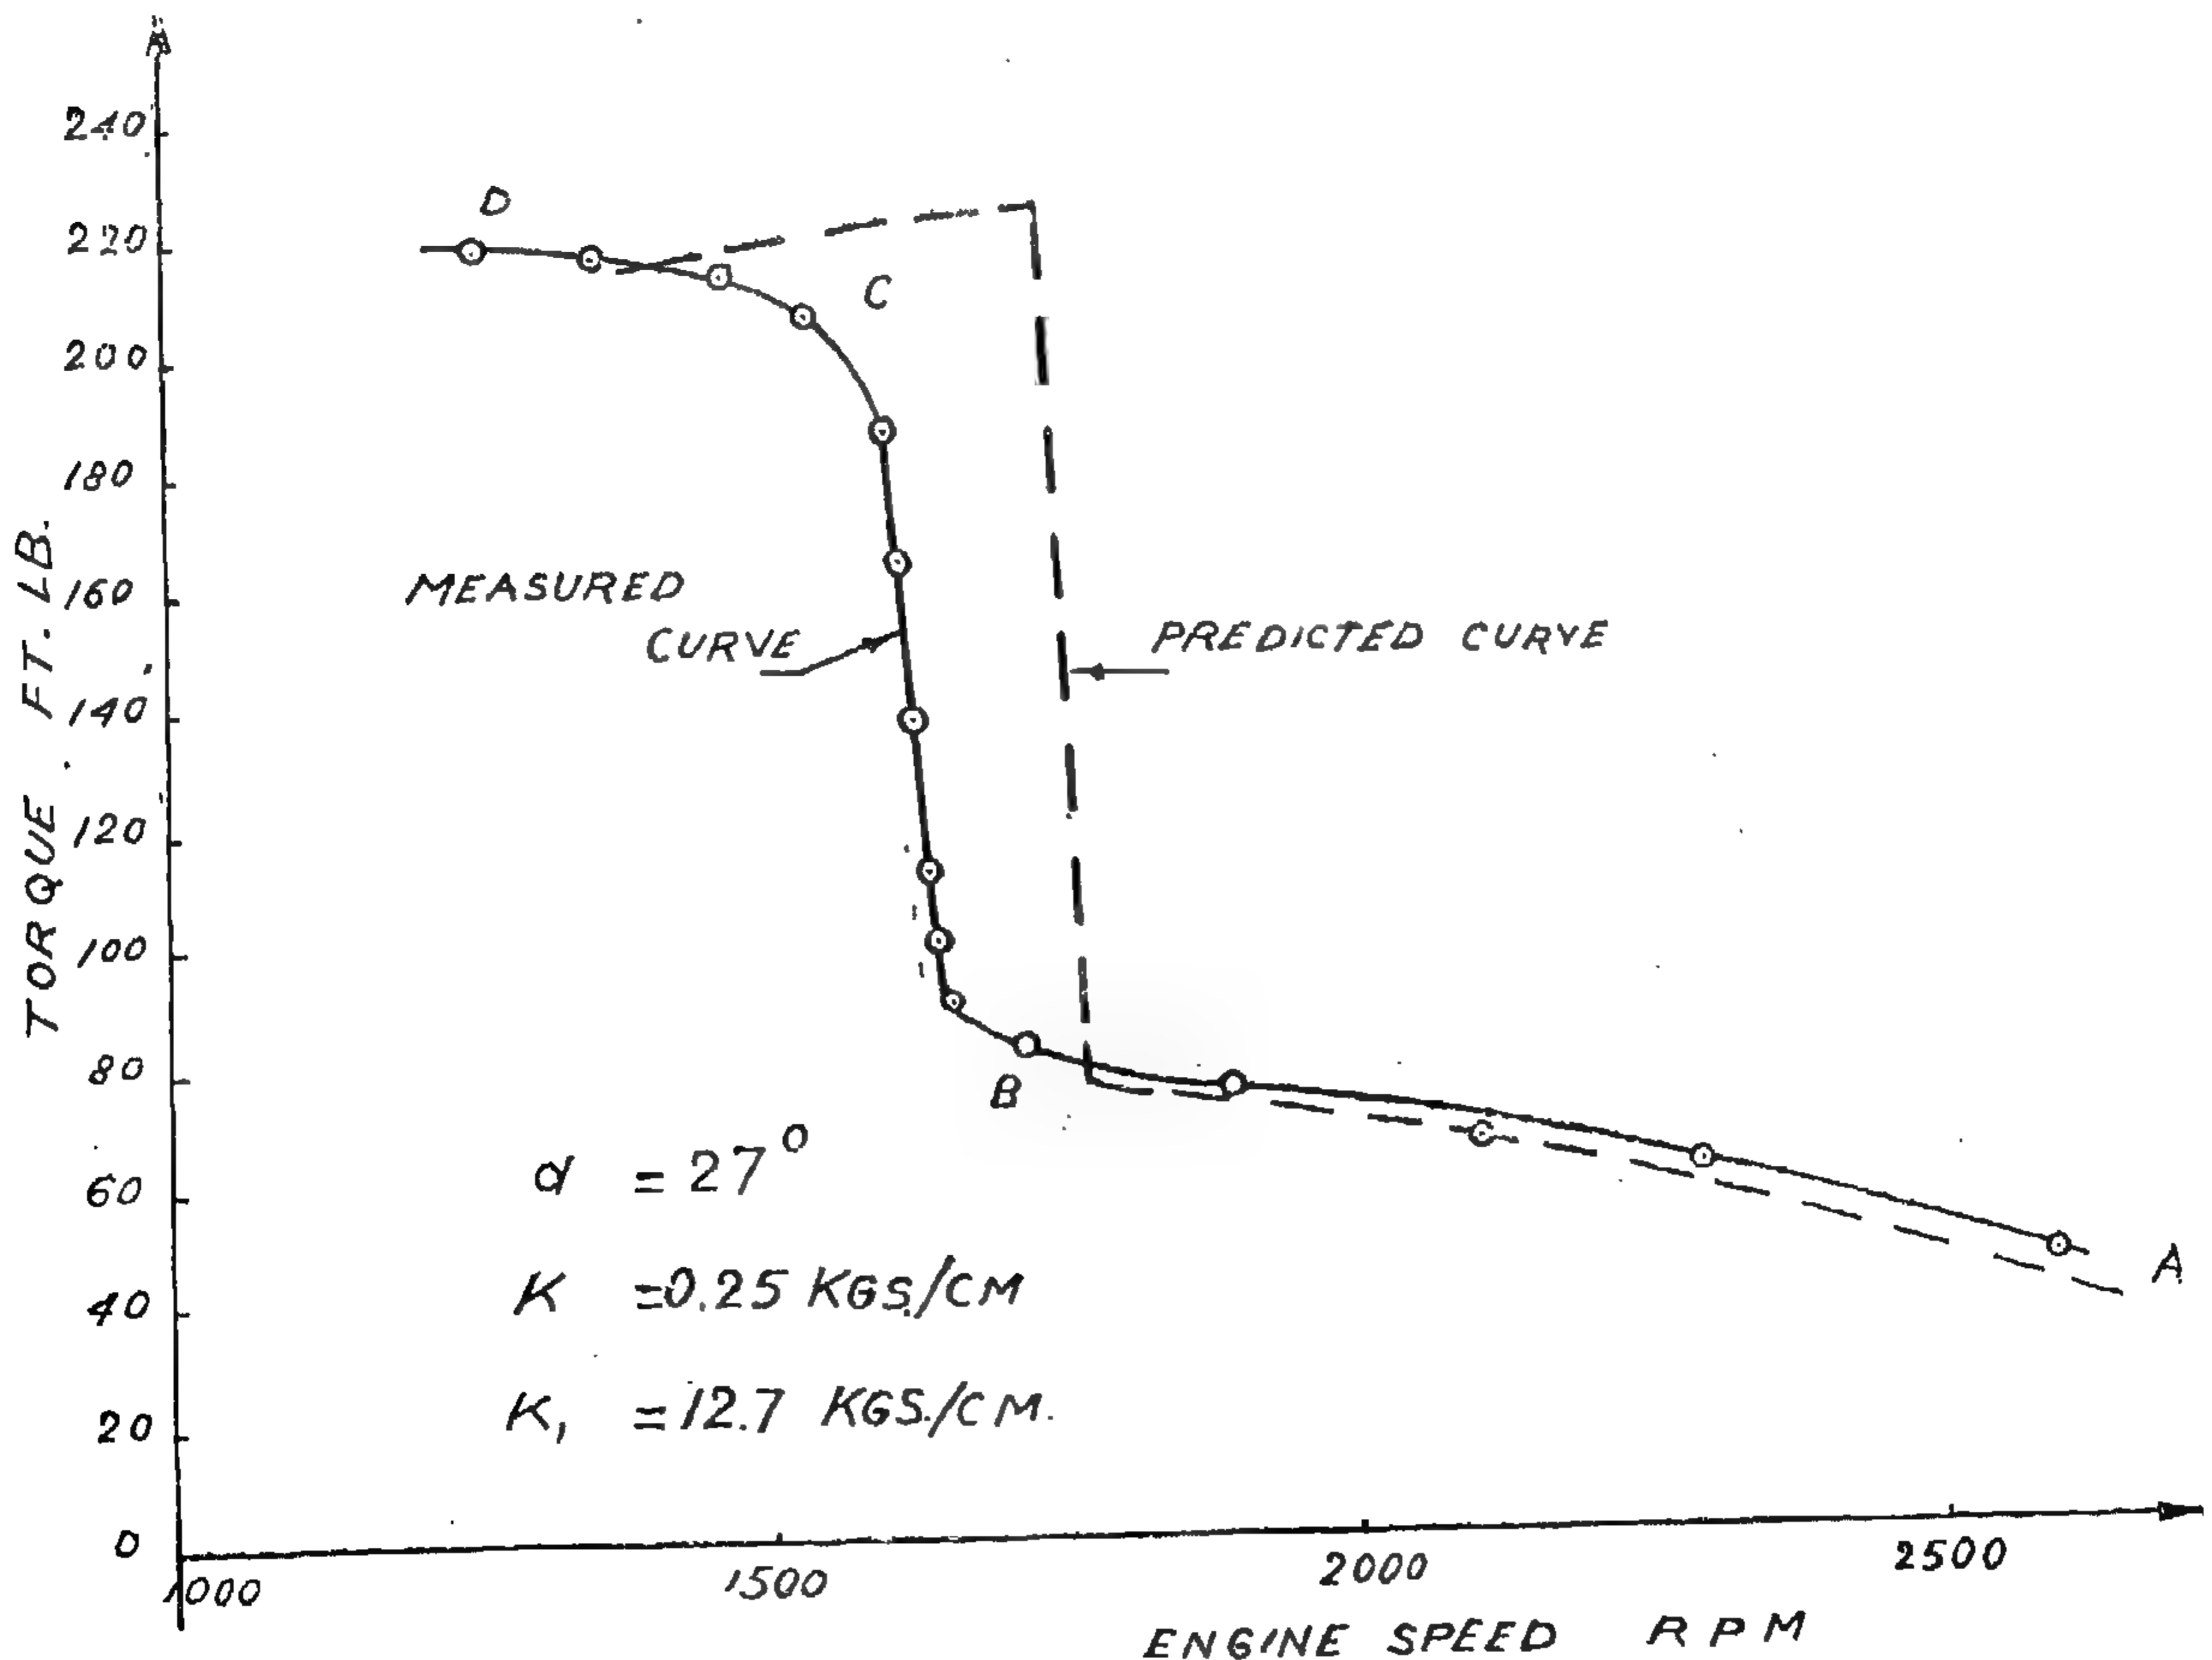 240
220
200
180
160
140
120
100
80
60
40
20
0
TORQUE . FT. LB.
D
C
MEASURED
CURVE
PREDICTED CURVE
B
A
α = 27°
K = 0.25 KGS./CM
K₁ = 12.7 KGS./CM.
1000
1500
2000
2500
ENGINE SPEED RPM